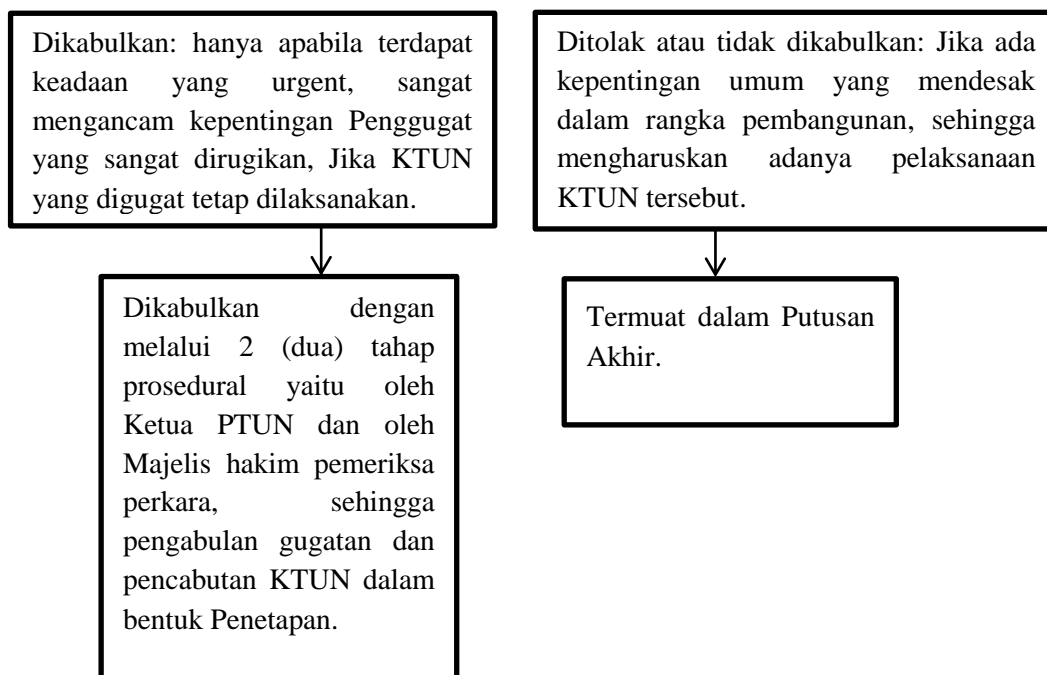 Dikabulkan: hanya apabila terdapat
keadaan yang urgent, sangat
mengancam kepentingan Penggugat
yang sangat dirugikan, Jika KTUN
yang digugat tetap dilaksanakan.
Ditolak atau tidak dikabulkan: Jika ada
kepentingan umum yang mendesak
dalam rangka pembangunan, sehingga
mengharuskan adanya pelaksanaan
KTUN tersebut.
Dikabulkan dengan
melalui 2 (dua) tahap
prosedural yaitu oleh
Ketua PTUN dan oleh
Majelis hakim pemeriksa
perkara, sehingga
pengabulan gugatan dan
pencabutan KTUN dalam
bentuk Penetapan.
Termuat dalam Putusan
Akhir.